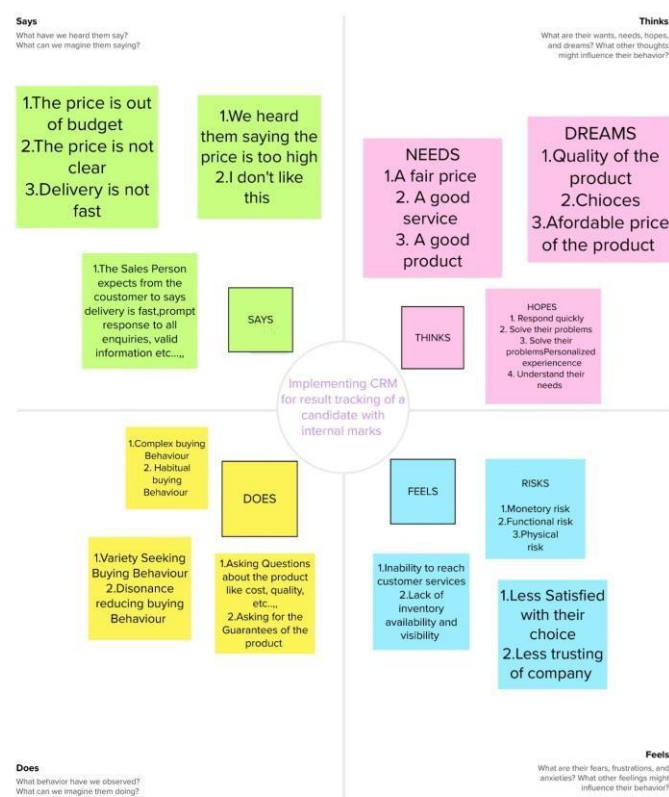 Says
What have we heard them say?
What can we magine them saying?
Thinks
What are their wants, needs, hopes,
and dreams? What other thoughts
might influence their behavior?
1.The price is out
of budget
2.The price is not
clear
3.Delivery is not
fast
1.We heard
them saying the
price is too high
2.I don't like
this
1.The Sales Person
expects from the
coustomer to says
delivery is fast,prompt
response to all
enquiries, valid
information etc...,,
SAYS
NEEDS
1.A fair price
2. A good
service
3. A good
product
DREAMS
1.Quality of the
product
2.Chioces
3.Afordable price
of the product
THINKS
HOPES
1. Respond quickly
2. Solve their problems
3. Solve their
problemsPersonalized
experiencence
4. Understand their
needs
Implementing CRM
for result tracking of a
candidate with
internal marks
1.Complex buying
Behaviour
2. Habitual
buying
Behaviour
DOES
1.Variety Seeking
Buying Behaviour
2.Disonance
reducing buying
Behaviour
1.Asking Questions
about the product
like cost, quality,
etc...,,
2.Asking for the
Guarantees of the
product
FEELS
RISKS
1.Monetory risk
2.Functional risk
3.Physical
risk
1.Inability to reach
customer services
2.Lack of
inventory
availability and
visibility
1.Less Satisfied
with their
choice
2.Less trusting
of company
Does
What behavior have we observed?
What can we imagine them doing?
Feels
What are their fears, frustrations, and
anxieties? What other feelings might
influence their behavior?